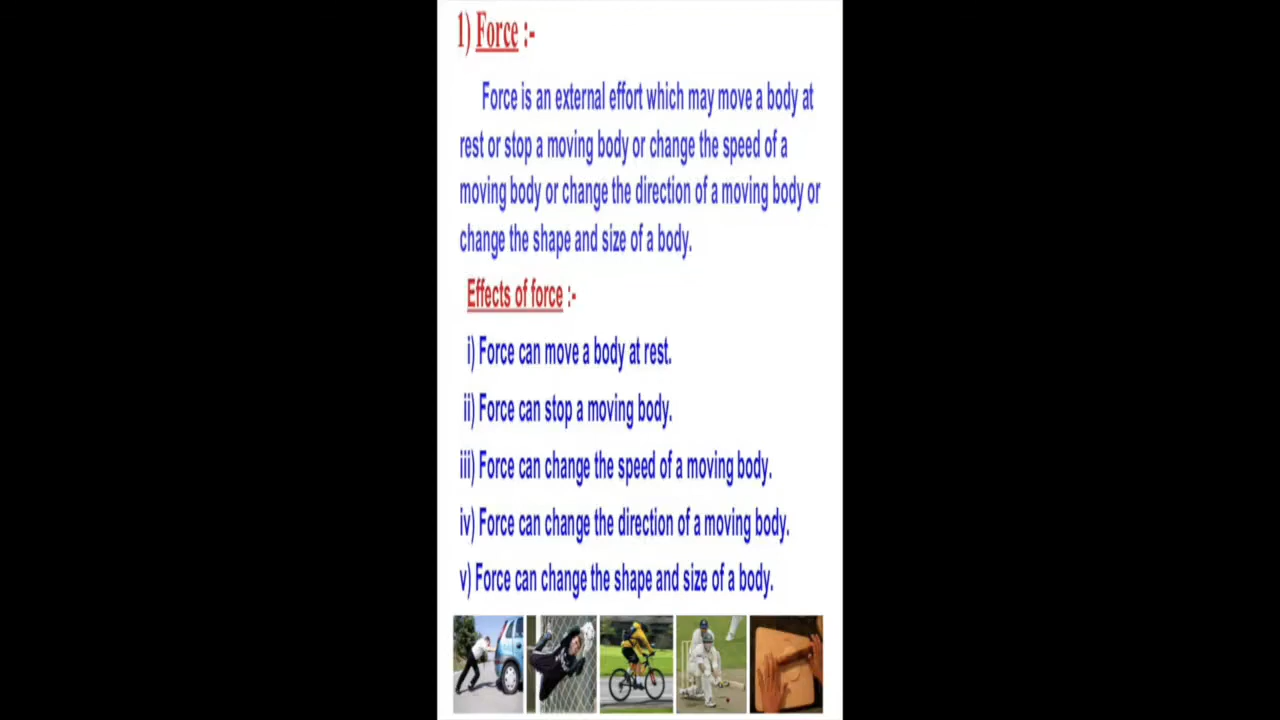 1) Force :-
Force is an external effort which may move a body at
rest or stop a moving body or change the speed of a
moving body or change the direction of a moving body or
change the shape and size of a body.
Effects of force :-
i) Force can move a body at rest.
ii) Force can stop a moving body.
iii) Force can change the speed of a moving body.
iv) Force can change the direction of a moving body.
v) Force can change the shape and size of a body.